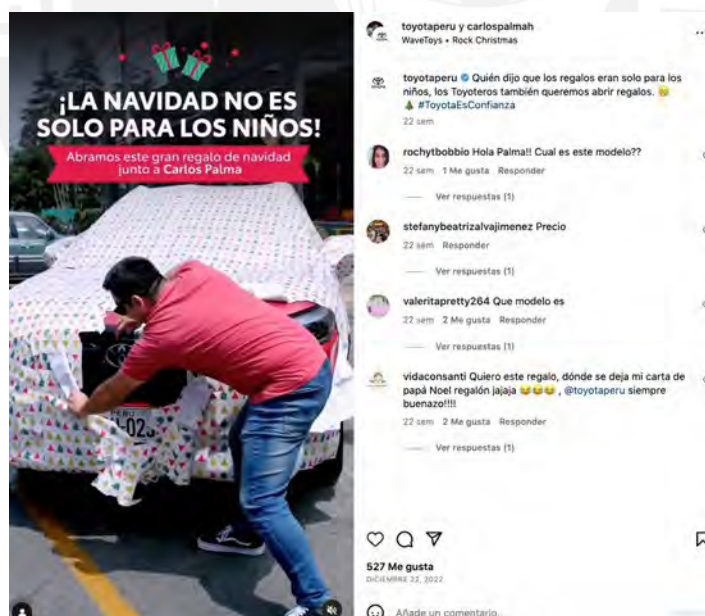 ¡LA NAVIDAD NO ES
SOLO PARA LOS NIÑOS!
Abramos este gran regalo de navidad
junto a Carlos Palma
PERU
-02
toyotaperu y carlospalmah
WaveToys • Rock Christmas
toyotaperu Quién dijo que los regalos eran solo para los
niños, los Toyoteros también queremos abrir regalos.
#ToyotaEsConfianza
22 sem
rochytbobbio Hola Palma!! Cual es este modelo??
22 sem 1 Me gusta Responder
Ver respuestas (1)
stefanybeatrizalvajimenez Precio
22 sem Responder
Ver respuestas (1)
valeritapretty264 Que modelo es
22 sem 2 Me gusta Responder
Ver respuestas (1)
vidaconsanti Quiero este regalo, dónde se deja mi carta de
papá Noel regalón jajaja , @toyotaperu siempre
buenazo!!!!
22 sem 2 Me gusta Responder
Ver respuestas (1)
527 Me gusta
DICIEMBRE 22, 2022
Añade un comentario...